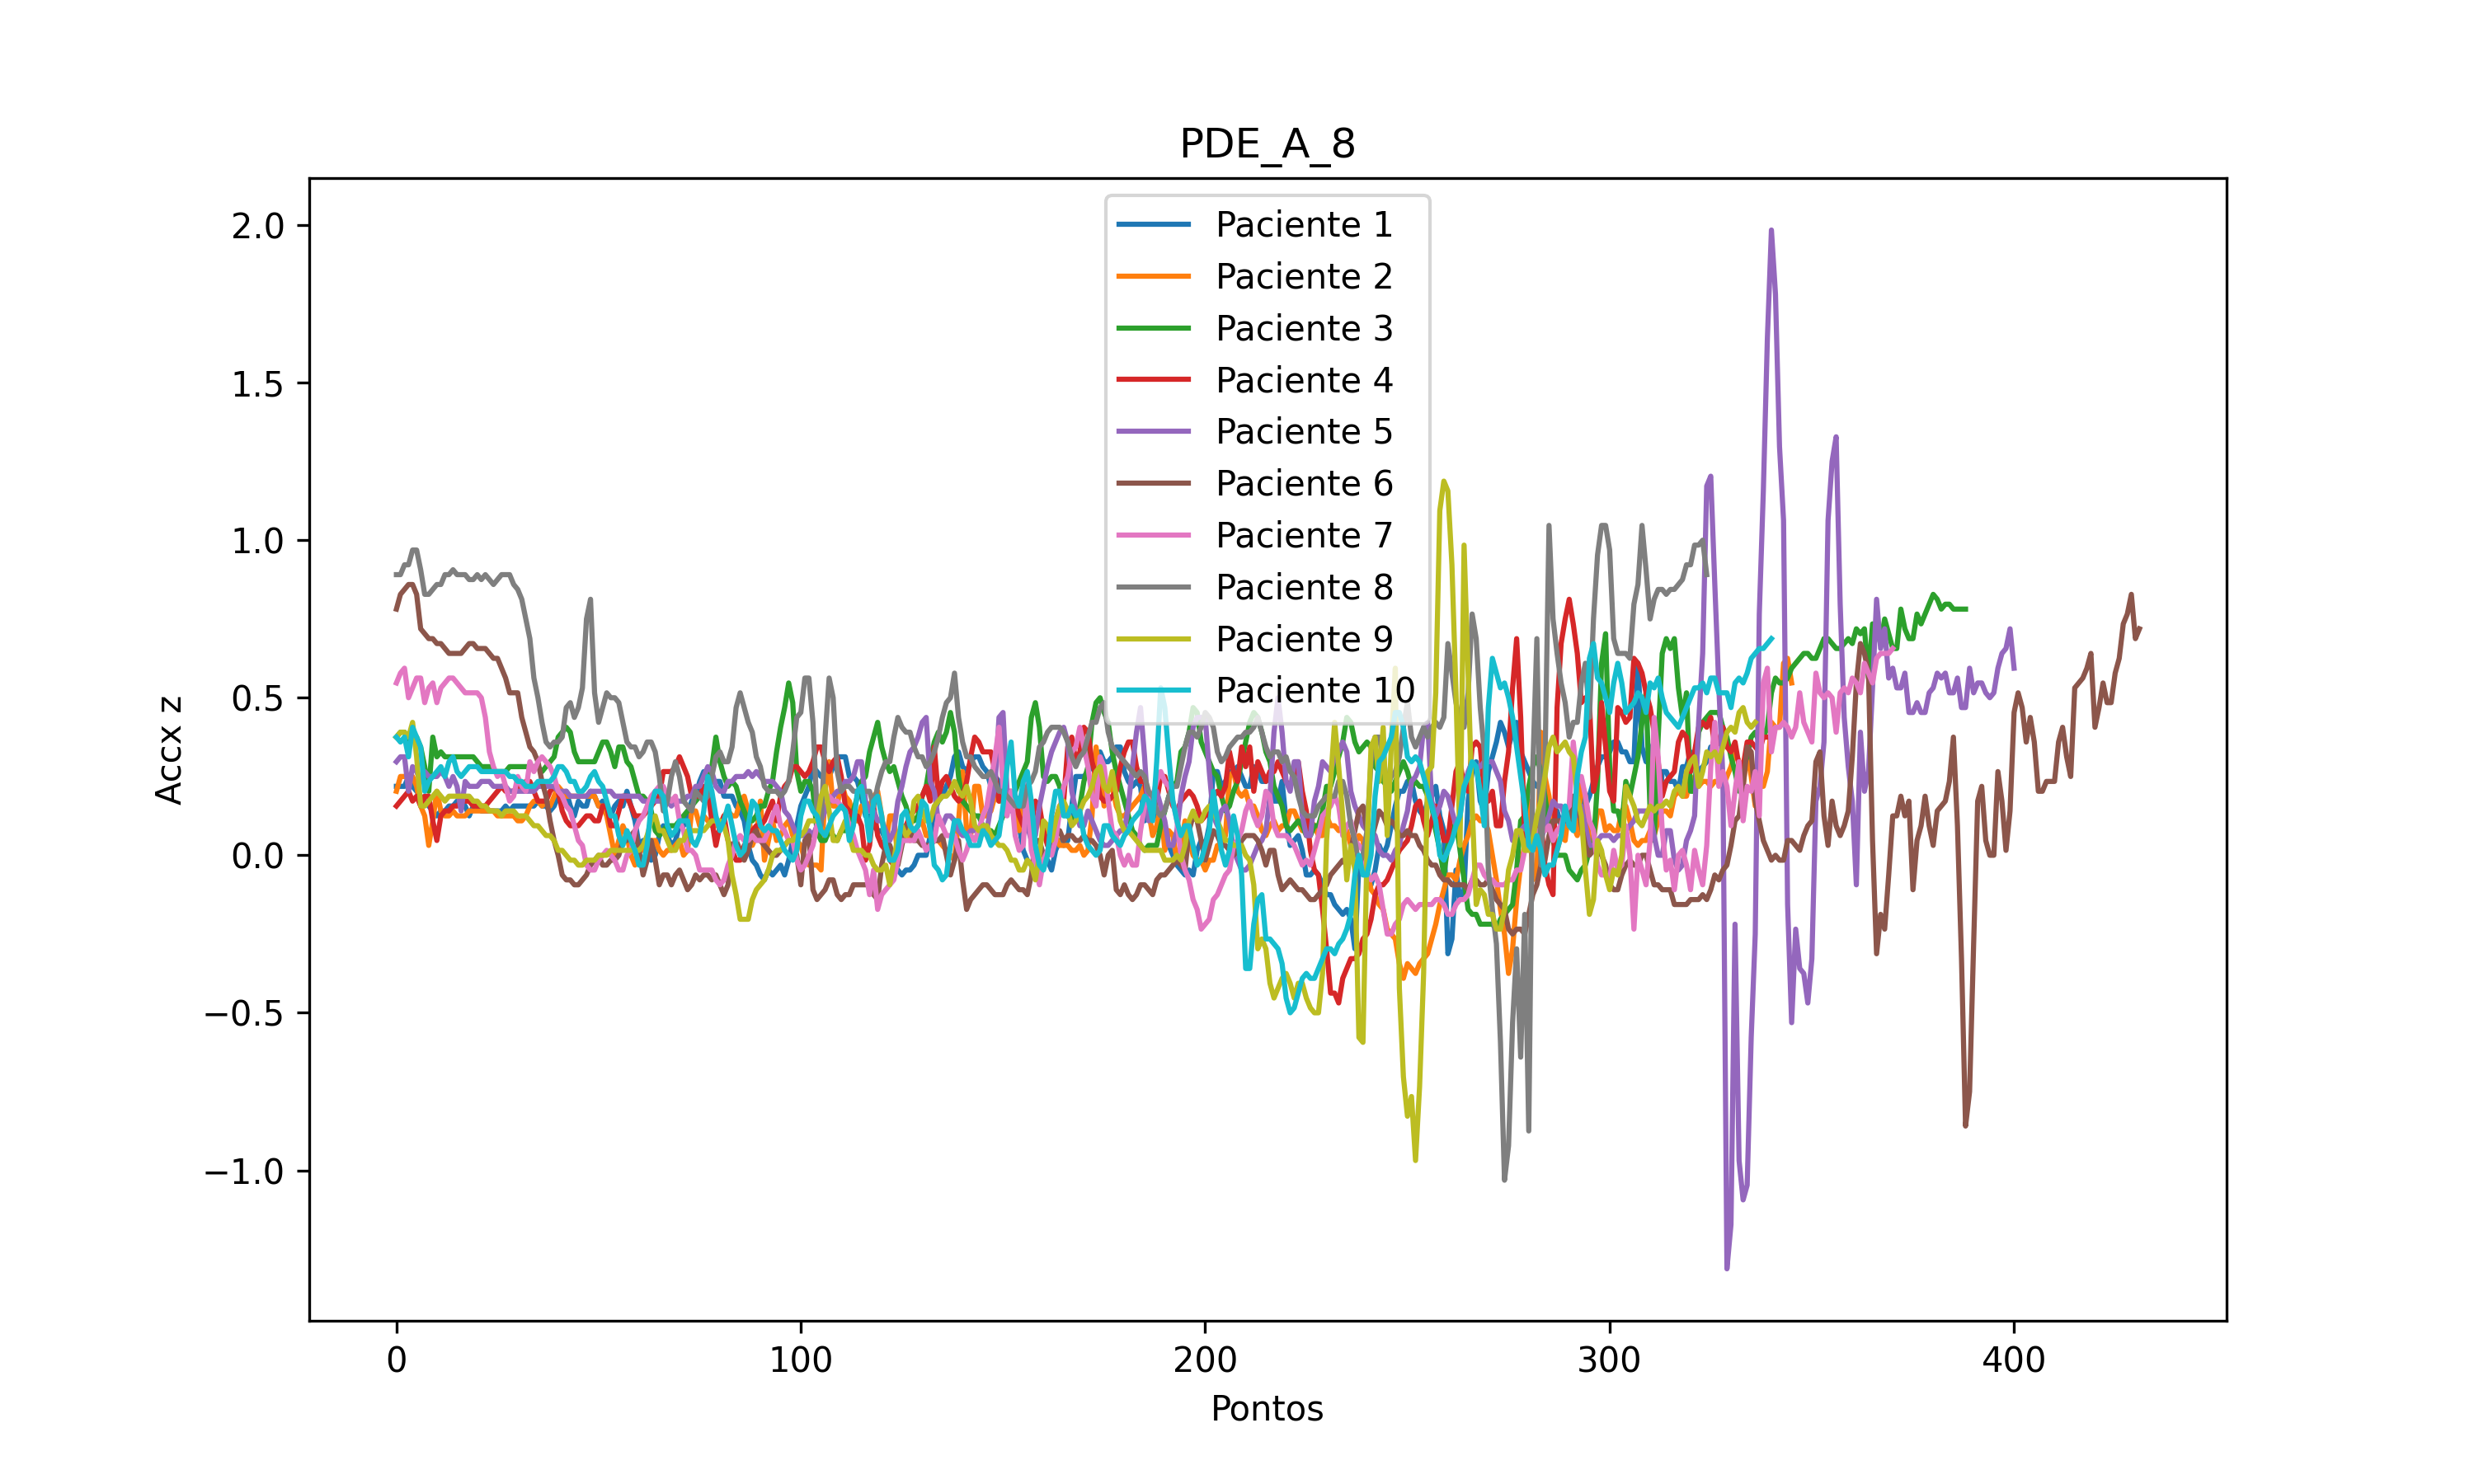 PDE_A_8
Paciente 1
Paciente 2
Paciente 3
Paciente 4
Paciente 5
Paciente 6
Paciente 7
Paciente 8
Paciente 9
Paciente 10
2.0
1.5
1.0
0.5
0.0
−0.5
−1.0
Accx z
0 100 200 300 400
Pontos